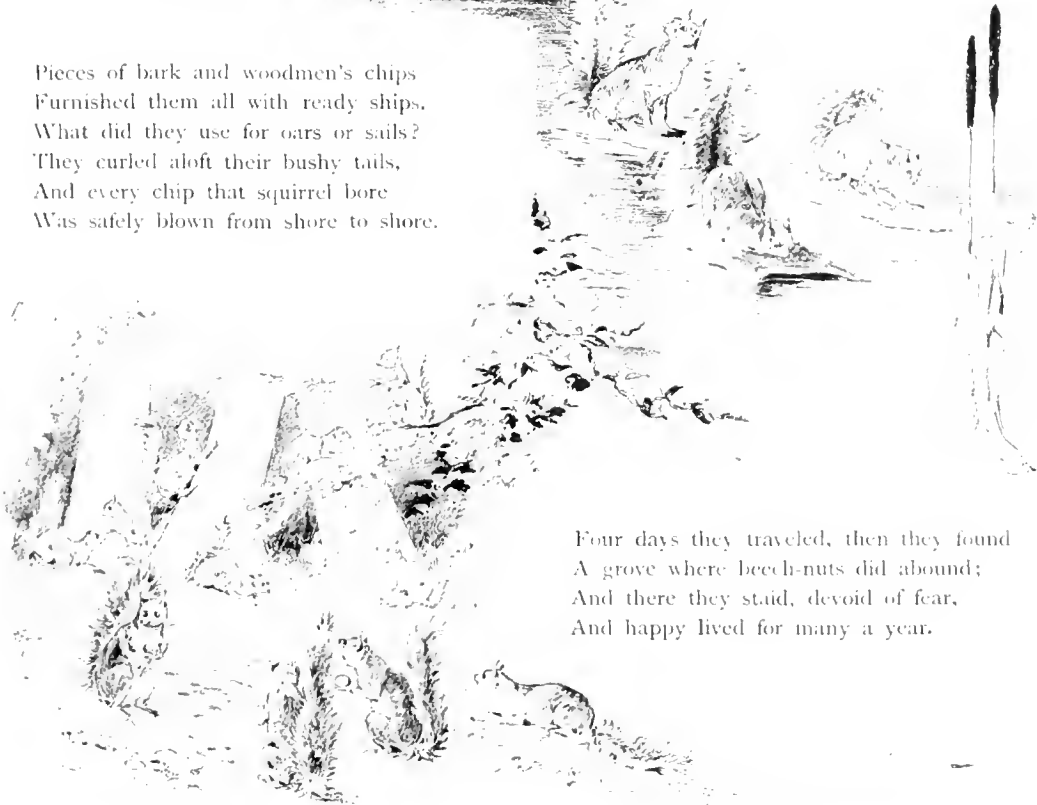 Pieces of bark and woodmen's chips
Furnished them all with ready ships.
What did they use for oars or sails?
They curled aloft their bushy tails,
And every chip that squirrel bore
Was safely blown from shore to shore.
Four days they traveled, then they found
A grove where beech-nuts did abound;
And there they staid, devoid of fear,
And happy lived for many a year.